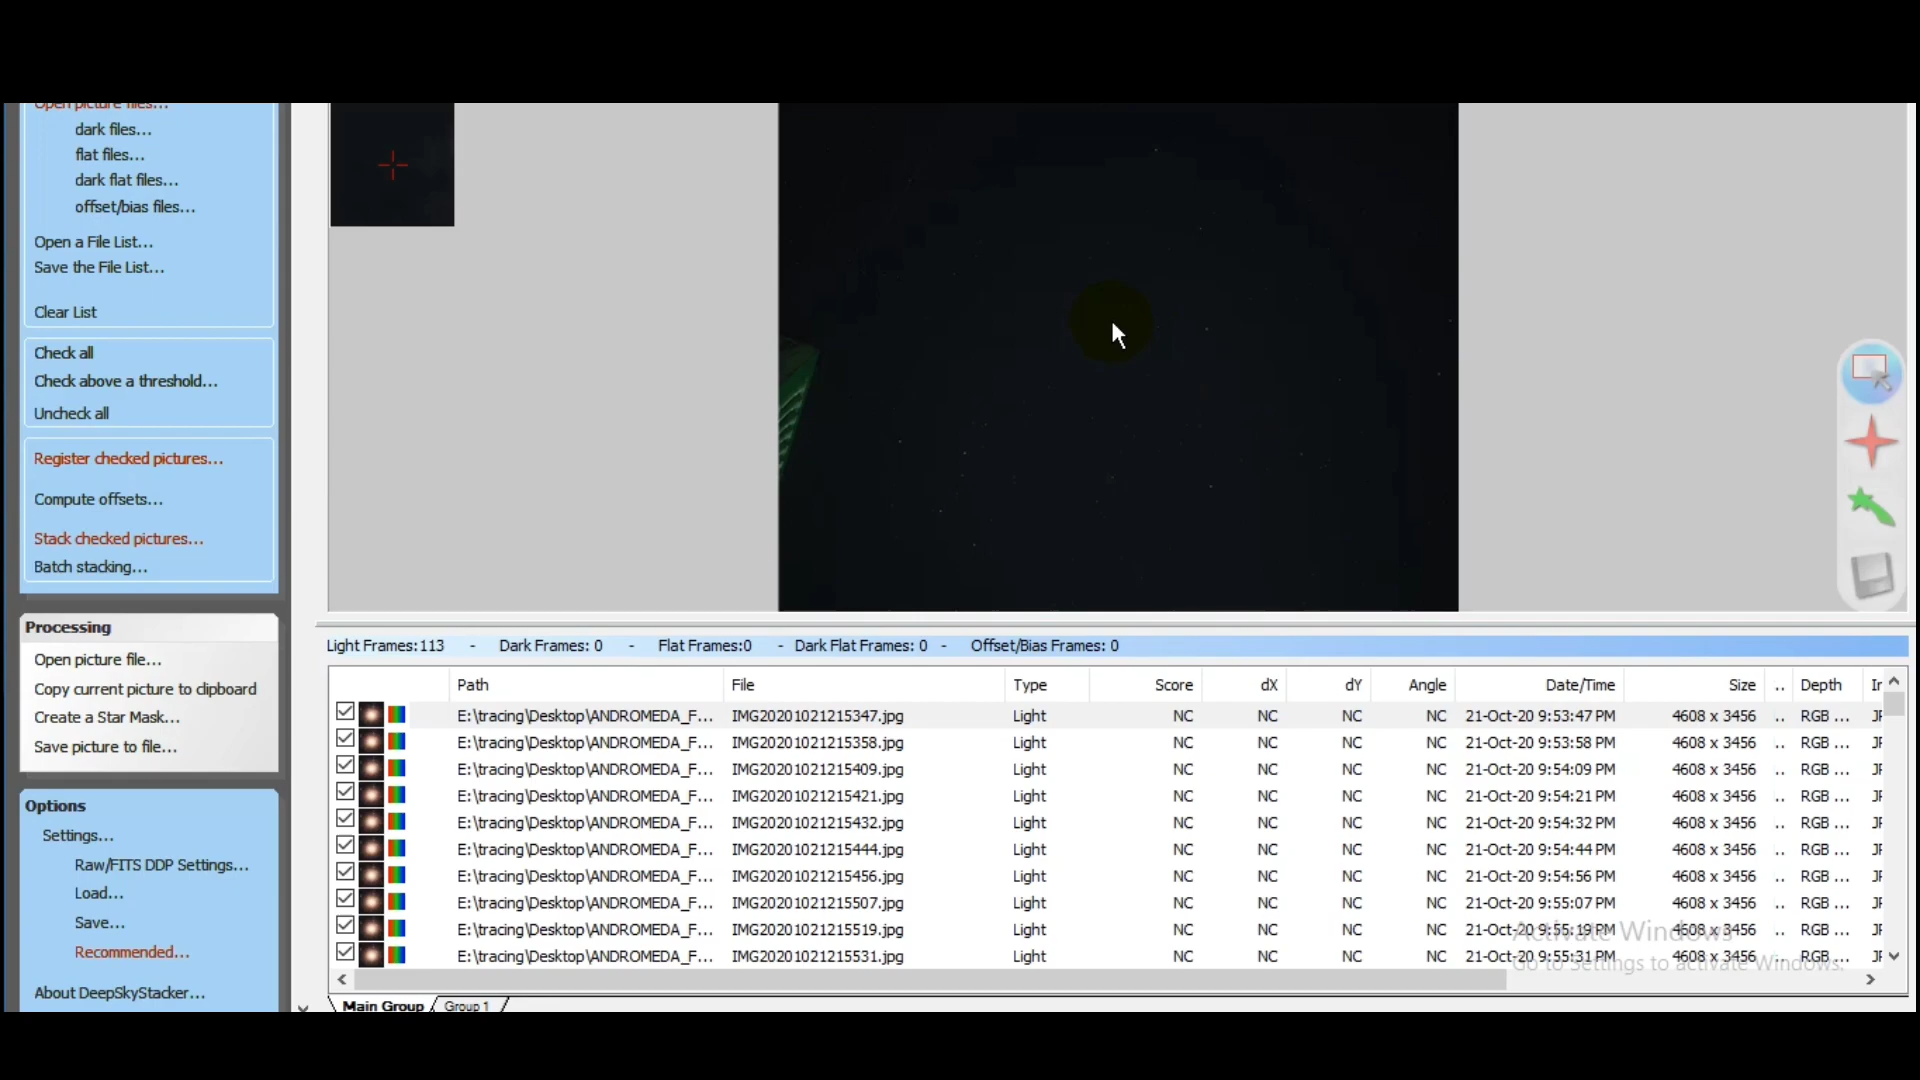 Open picture files...
dark files...
flat files...
dark flat files...
offset/bias files...
Open a File List...
Save the File List...
Clear List
Check all
Check above a threshold...
Uncheck all
Register checked pictures...
Compute offsets...
Stack checked pictures...
Batch stacking...
Processing
Open picture file...
Copy current picture to clipboard
Create a Star Mask...
Save picture to file...
Options
Settings...
Raw/FITS DDP Settings...
Load...
Save...
Recommended...
About DeepSkyStacker...
Light Frames:113 - Dark Frames: 0 - Flat Frames:0 - Dark Flat Frames: 0 - Offset/Bias Frames: 0
Path File Type Score dX dY Angle Date/Time Size .. Depth Ir
E:\tracing\Desktop\ANDROMEDA_F... IMG20201021215347.jpg Light NC NC NC NC 21-Oct-20 9:53:47 PM 4608 x 3456 .. RGB ... JF
E:\tracing\Desktop\ANDROMEDA_F... IMG20201021215358.jpg Light NC NC NC NC 21-Oct-20 9:53:58 PM 4608 x 3456 .. RGB ... JF
E:\tracing\Desktop\ANDROMEDA_F... IMG20201021215409.jpg Light NC NC NC NC 21-Oct-20 9:54:09 PM 4608 x 3456 .. RGB ... JF
E:\tracing\Desktop\ANDROMEDA_F... IMG20201021215421.jpg Light NC NC NC NC 21-Oct-20 9:54:21 PM 4608 x 3456 .. RGB ... JF
E:\tracing\Desktop\ANDROMEDA_F... IMG20201021215432.jpg Light NC NC NC NC 21-Oct-20 9:54:32 PM 4608 x 3456 .. RGB ... JF
E:\tracing\Desktop\ANDROMEDA_F... IMG20201021215444.jpg Light NC NC NC NC 21-Oct-20 9:54:44 PM 4608 x 3456 .. RGB ... JF
E:\tracing\Desktop\ANDROMEDA_F... IMG20201021215456.jpg Light NC NC NC NC 21-Oct-20 9:54:56 PM 4608 x 3456 .. RGB ... JF
E:\tracing\Desktop\ANDROMEDA_F... IMG20201021215507.jpg Light NC NC NC NC 21-Oct-20 9:55:07 PM 4608 x 3456 .. RGB ... JF
E:\tracing\Desktop\ANDROMEDA_F... IMG20201021215519.jpg Light NC NC NC NC 21-Oct-20 9:55:19 PM 4608 x 3456 .. RGB ... JF
E:\tracing\Desktop\ANDROMEDA_F... IMG20201021215531.jpg Light NC NC NC NC 21-Oct-20 9:55:31 PM 4608 x 3456 .. RGB ... JF
Activate Windows
Go to Settings to activate Windows.
Main Group Group 1